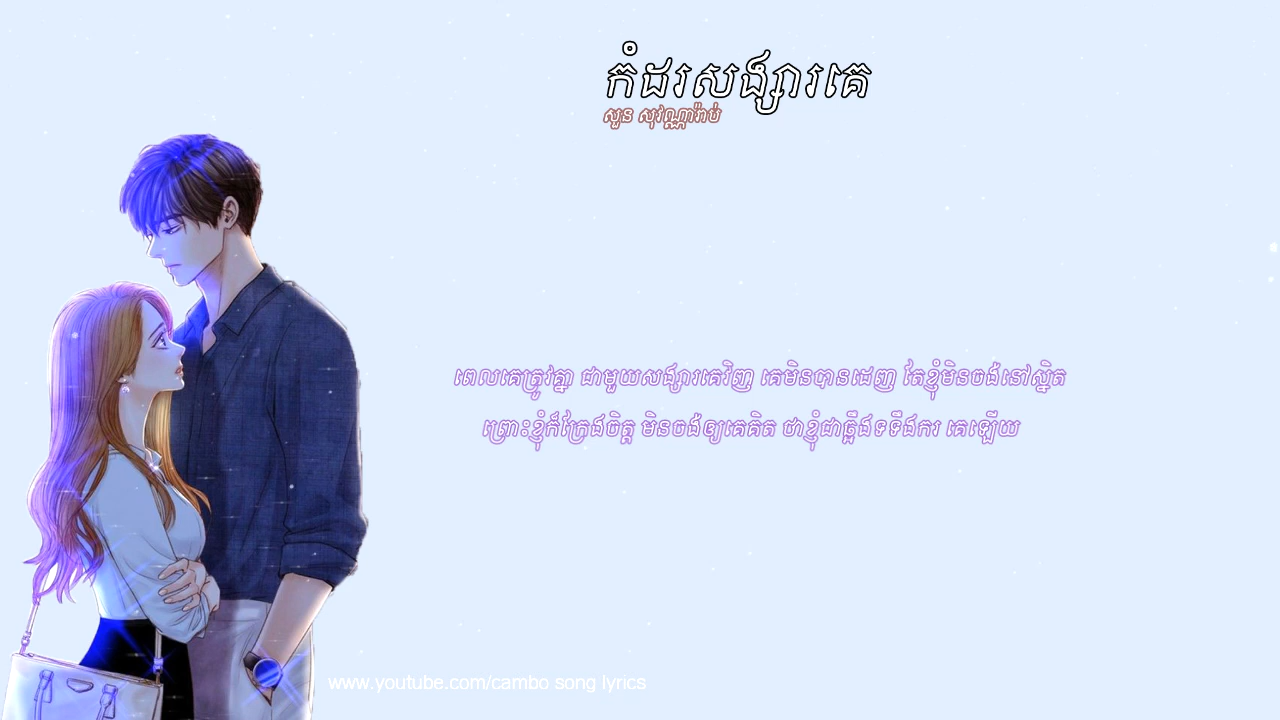 កំដរសង្សារគេ
សួន សុវណ្ណារ៉ាប់
ពេលគេត្រូវគ្នា ជាមួយសង្សារគេវិញ គេមិនបានដេញ តែខ្ញុំមិនចង់នៅស្និត
ព្រោះខ្ញុំក៏ក្រែងចិត្ត មិនចង់ឲ្យគេគិត ថាខ្ញុំជាថ្ពឹងទទឹងករ គេឡើយ
www.youtube.com/cambo song lyrics